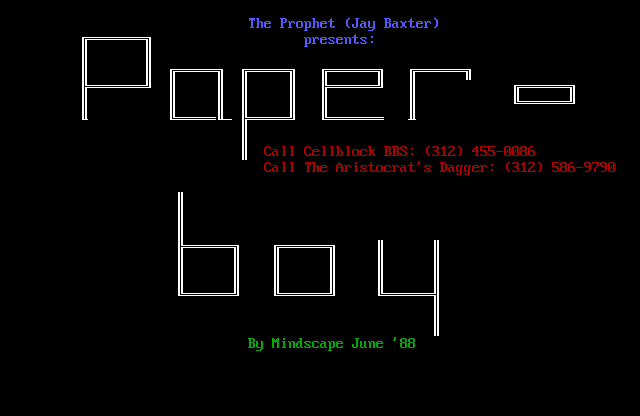 The Prophet (Jay Baxter)
presents:
Paper-
Call Cellblock BBS: (312) 455-0086
Call The Aristocrat's Dagger: (312) 586-9790
boy
By Mindscape June '88